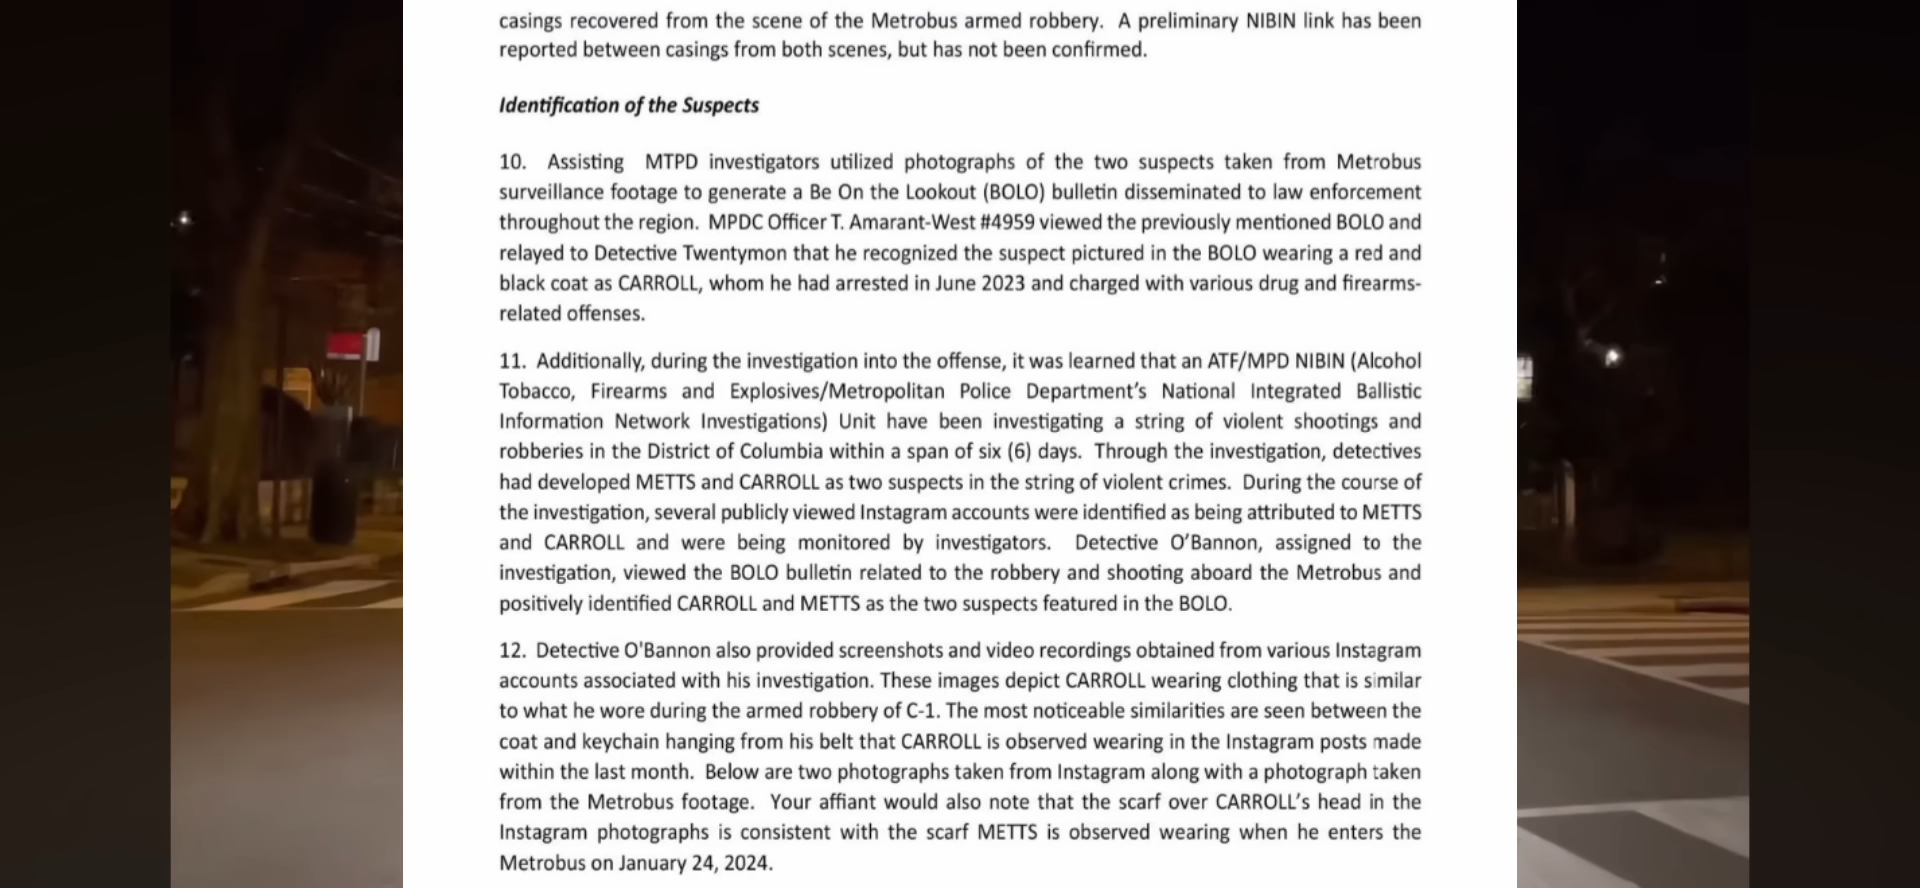 casings recovered from the scene of the Metrobus armed robbery. A preliminary NIBIN link has been
reported between casings from both scenes, but has not been confirmed.
Identification of the Suspects
10. Assisting MTPD investigators utilized photographs of the two suspects taken from Metrobus
surveillance footage to generate a Be On the Lookout (BOLO) bulletin disseminated to law enforcement
throughout the region. MPDC Officer T. Amarant-West #4959 viewed the previously mentioned BOLO and
relayed to Detective Twentymon that he recognized the suspect pictured in the BOLO wearing a red and
black coat as CARROLL, whom he had arrested in June 2023 and charged with various drug and firearms-
related offenses.
11. Additionally, during the investigation into the offense, it was learned that an ATF/MPD NIBIN (Alcohol
Tobacco, Firearms and Explosives/Metropolitan Police Department's National Integrated Ballistic
Information Network Investigations) Unit have been investigating a string of violent shootings and
robberies in the District of Columbia within a span of six (6) days. Through the investigation, detectives
had developed METTS and CARROLL as two suspects in the string of violent crimes. During the course of
the investigation, several publicly viewed Instagram accounts were identified as being attributed to METTS
and CARROLL and were being monitored by investigators. Detective O'Bannon, assigned to the
investigation, viewed the BOLO bulletin related to the robbery and shooting aboard the Metrobus and
positively identified CARROLL and METTS as the two suspects featured in the BOLO.
12. Detective O'Bannon also provided screenshots and video recordings obtained from various Instagram
accounts associated with his investigation. These images depict CARROLL wearing clothing that is similar
to what he wore during the armed robbery of C-1. The most noticeable similarities are seen between the
coat and keychain hanging from his belt that CARROLL is observed wearing in the Instagram posts made
within the last month. Below are two photographs taken from Instagram along with a photograph taken
from the Metrobus footage. Your affiant would also note that the scarf over CARROLL's head in the
Instagram photographs is consistent with the scarf METTS is observed wearing when he enters the
Metrobus on January 24, 2024.